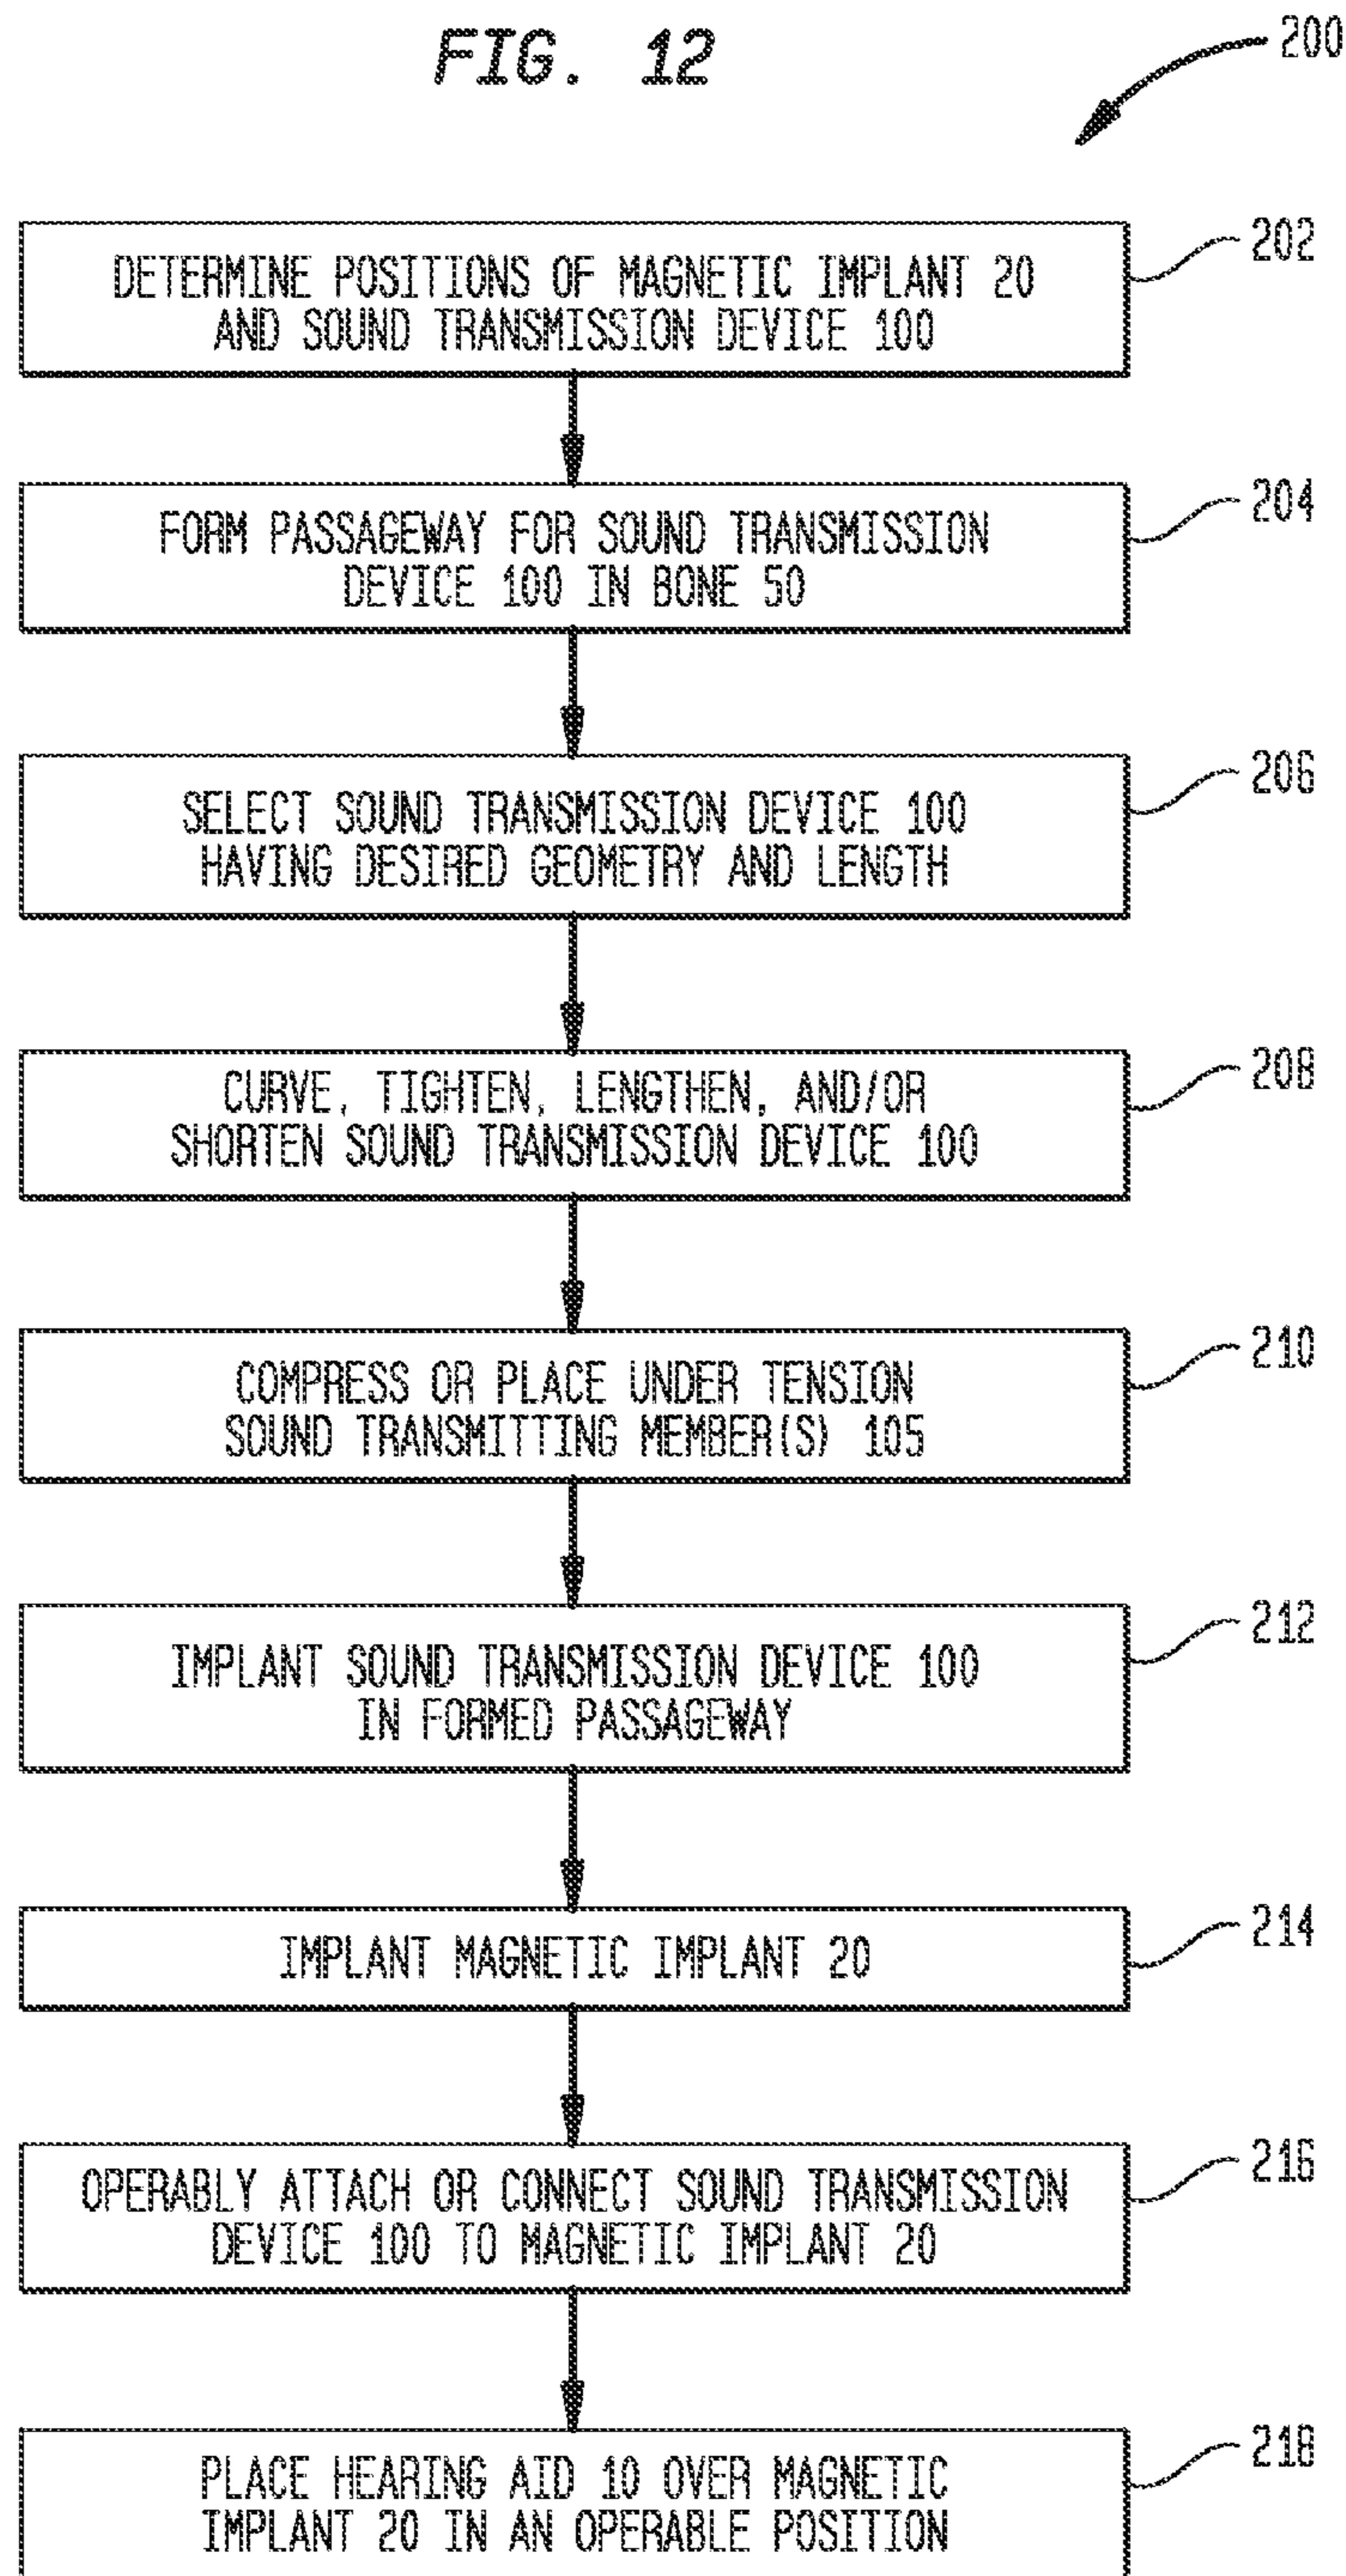 FIG. 12
200
202
DETERMINE POSITIONS OF MAGNETIC IMPLANT 20
AND SOUND TRANSMISSION DEVICE 100
204
FORM PASSAGEWAY FOR SOUND TRANSMISSION
DEVICE 100 IN BONE 50
206
SELECT SOUND TRANSMISSION DEVICE 100
HAVING DESIRED GEOMETRY AND LENGTH
208
CURVE, TIGHTEN, LENGTHEN, AND/OR
SHORTEN SOUND TRANSMISSION DEVICE 100
210
COMPRESS OR PLACE UNDER TENSION
SOUND TRANSMITTING MEMBER(S) 105
212
IMPLANT SOUND TRANSMISSION DEVICE 100
IN FORMED PASSAGEWAY
214
IMPLANT MAGNETIC IMPLANT 20
216
OPERABLY ATTACH OR CONNECT SOUND TRANSMISSION
DEVICE 100 TO MAGNETIC IMPLANT 20
218
PLACE HEARING AID 10 OVER MAGNETIC
IMPLANT 20 IN AN OPERABLE POSITION